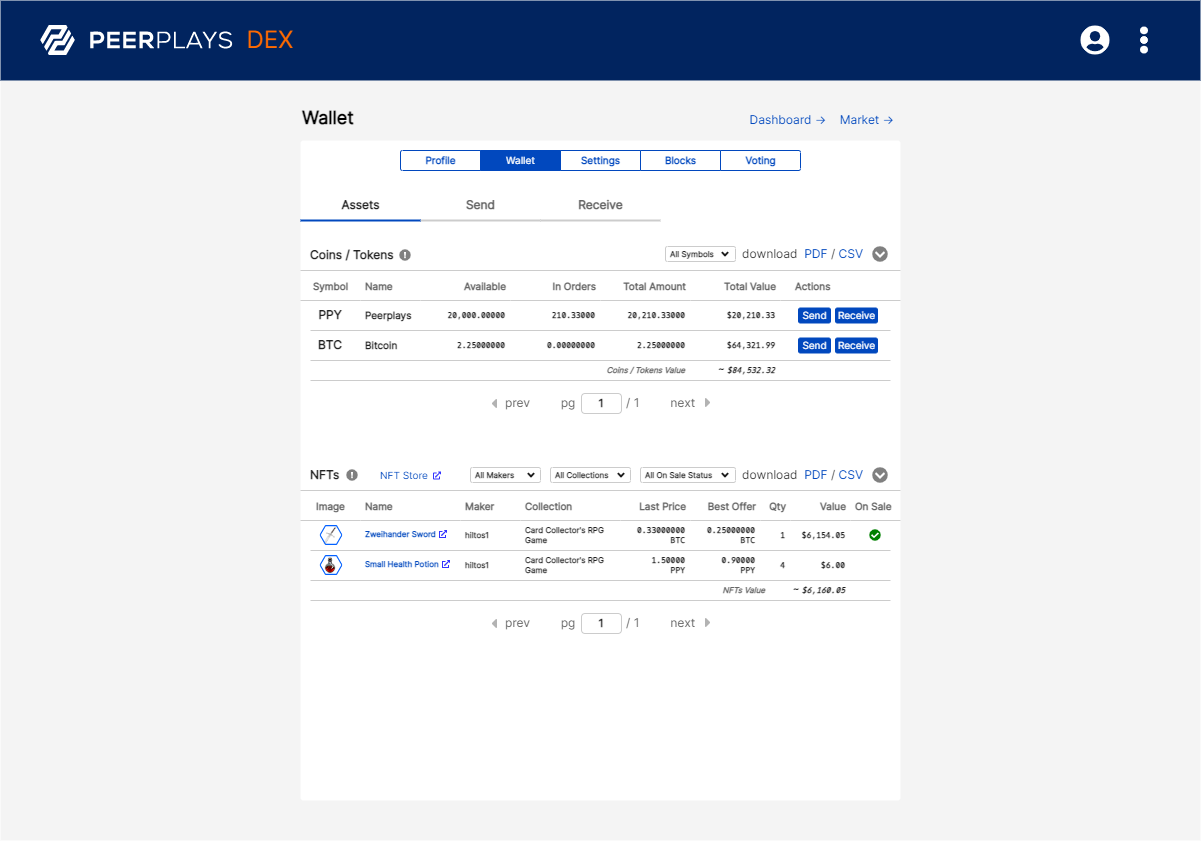 PEERPLAYS DEX
Wallet
Dashboard → Market →
Profile Wallet Settings Blocks Voting
Assets Send Receive
Coins / Tokens All Symbols download PDF / CSV
Symbol Name Available In Orders Total Amount Total Value Actions
PPY Peerplays 20,000.00000 210.33000 20,210.33000 $20,210.33 Send Receive
BTC Bitcoin 2.25000000 0.00000000 2.25000000 $64,321.99 Send Receive
Coins / Tokens Value ~ $84,532.32
prev pg 1 / 1 next
NFTs NFT Store All Makers All Collections All On Sale Status download PDF / CSV
Image Name Maker Collection Last Price Best Offer Qty Value On Sale
Zweihander Sword hiltos1 Card Collector's RPG 0.33000000 0.25000000 1 $6,154.05
Game BTC BTC
Small Health Potion hiltos1 Card Collector's RPG 1.50000 0.90000 4 $6.00
Game PPY PPY
NFTs Value ~ $6,160.05
prev pg 1 / 1 next